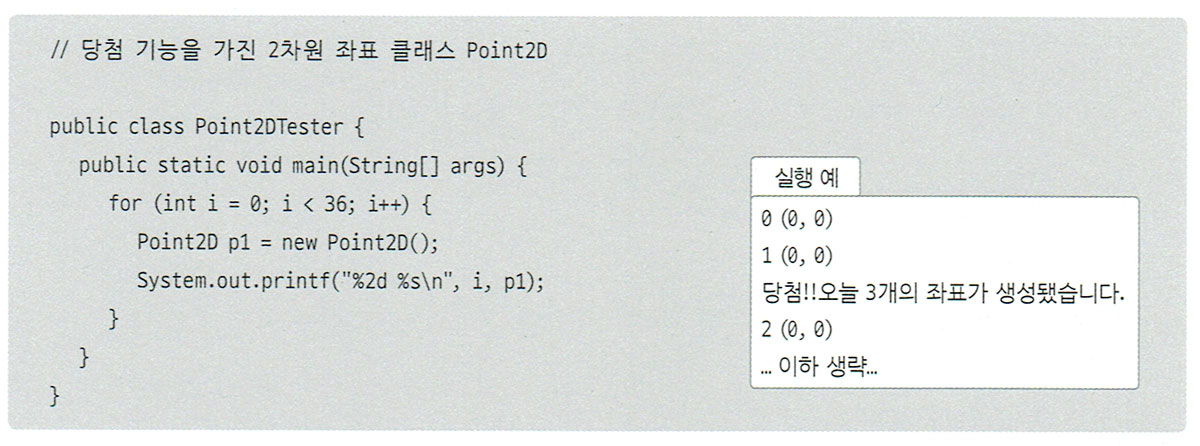 // 당첨 기능을 가진 2차원 좌표 클래스 Point2D
public class Point2DTester {
public static void main(String[] args) {
for (int i = 0; i < 36; i++) {
Point2D p1 = new Point2D();
System.out.printf("%2d %s\n", i, p1);
}
}
}
실행 예
0 (0, 0)
1 (0, 0)
당첨!!오늘 3개의 좌표가 생성됐습니다.
2 (0, 0)
… 이하 생략…